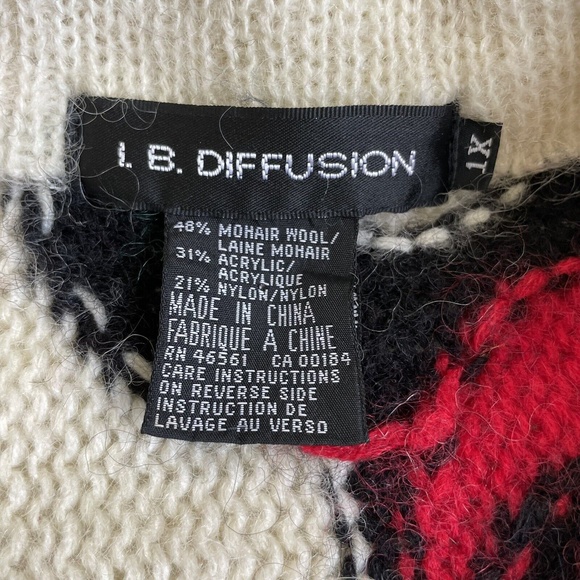 I. B. DIFFUSION
1X
48% MOHAIR WOOL/
LAINE MOHAIR
31% ACRYLIC/
ACRYLIQUE
21% NYLON/NYLON
MADE IN CHINA
FABRIQUE A CHINE
RN 46561 CA 00184
CARE INSTRUCTIONS
ON REVERSE SIDE
INSTRUCTION DE
LAVAGE AU VERSO